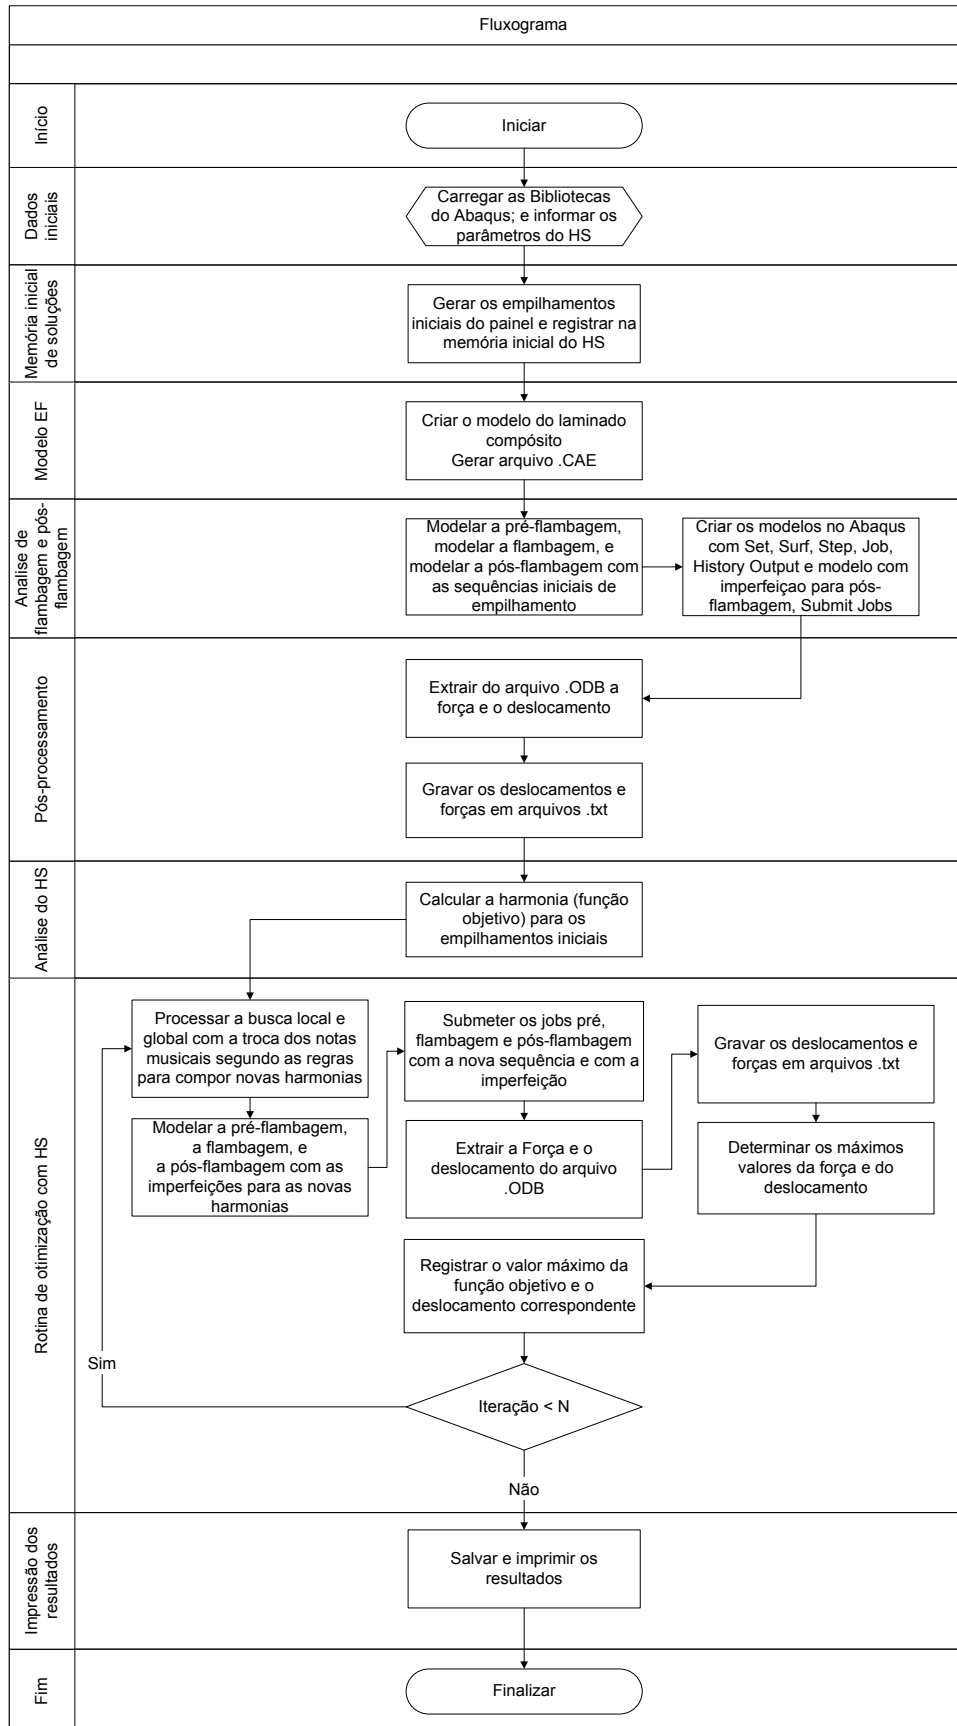 Fluxograma
Início
Iniciar
Dados
iniciais
Carregar as Bibliotecas
do Abaqus; e informar os
parâmetros do HS
Memória inicial
de soluções
Gerar os empilhamentos
iniciais do painel e registrar na
memória inicial do HS
Modelo EF
Criar o modelo do laminado
compósito
Gerar arquivo .CAE
Analise de
flambagem e pós-
flambagem
Modelar a pré-flambagem,
modelar a flambagem, e
modelar a pós-flambagem com
as sequências iniciais de
empilhamento
Criar os modelos no Abaqus
com Set, Surf, Step, Job,
History Output e modelo com
imperfeiçao para pós-
flambagem, Submit Jobs
Pós-processamento
Extrair do arquivo .ODB a
força e o deslocamento
Gravar os deslocamentos e
forças em arquivos .txt
Análise do HS
Calcular a harmonia (função
objetivo) para os
empilhamentos iniciais
Rotina de otimização com HS
Processar a busca local e
global com a troca dos notas
musicais segundo as regras
para compor novas harmonias
Modelar a pré-flambagem,
a flambagem, e
a pós-flambagem com as
imperfeições para as novas
harmonias
Submeter os jobs pré,
flambagem e pós-flambagem
com a nova sequência e com a
imperfeição
Extrair a Força e o
deslocamento do arquivo
.ODB
Gravar os deslocamentos e
forças em arquivos .txt
Determinar os máximos
valores da força e do
deslocamento
Registrar o valor máximo da
função objetivo e o
deslocamento correspondente
Sim
Iteração < N
Não
Impressão dos
resultados
Salvar e imprimir os
resultados
Fim
Finalizar